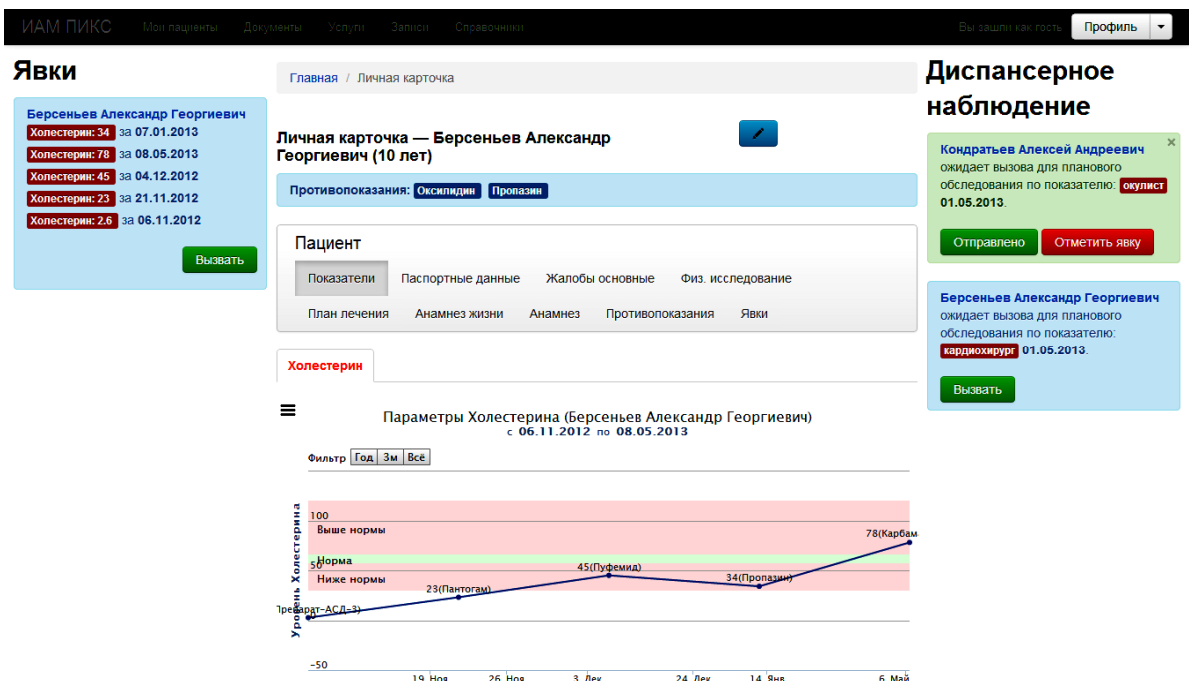 ИАМ ПИКС
Мои пациенты Документы Услуги Записи Справочники
Вы зашли как гость Профиль
Явки
Берсеньев Александр Георгиевич
Холестерин: 34 за 07.01.2013
Холестерин: 78 за 08.05.2013
Холестерин: 45 за 04.12.2012
Холестерин: 23 за 21.11.2012
Холестерин: 2.6 за 06.11.2012
Вызвать
Главная / Личная карточка
Личная карточка — Берсеньев Александр
Георгиевич (10 лет)
Противопоказания: Оксилидин Пропазин
Пациент
Показатели Паспортные данные Жалобы основные Физ. исследование
План лечения Анамнез жизни Анамнез Противопоказания Явки
Холестерин
Параметры Холестерина (Берсеньев Александр Георгиевич)
с 06.11.2012 по 08.05.2013
Фильтр Год 3м Всё
Уровень Холестерина
100
Выше нормы
78(Карбам
Норма
50
45(Пуфемид)
Ниже нормы
34(Пропазин)
23(Пантогам)
Препарат-АСД-3)
0
-50
19. Ноя 26. Ноя 3. Дек 24. Дек 14. Янв 6. Май
Диспансерное
наблюдение
Кондратьев Алексей Андреевич ×
ожидает вызова для планового
обследования по показателю: окулист
01.05.2013.
Отправлено Отметить явку
Берсеньев Александр Георгиевич
ожидает вызова для планового
обследования по показателю:
кардиохирург 01.05.2013.
Вызвать